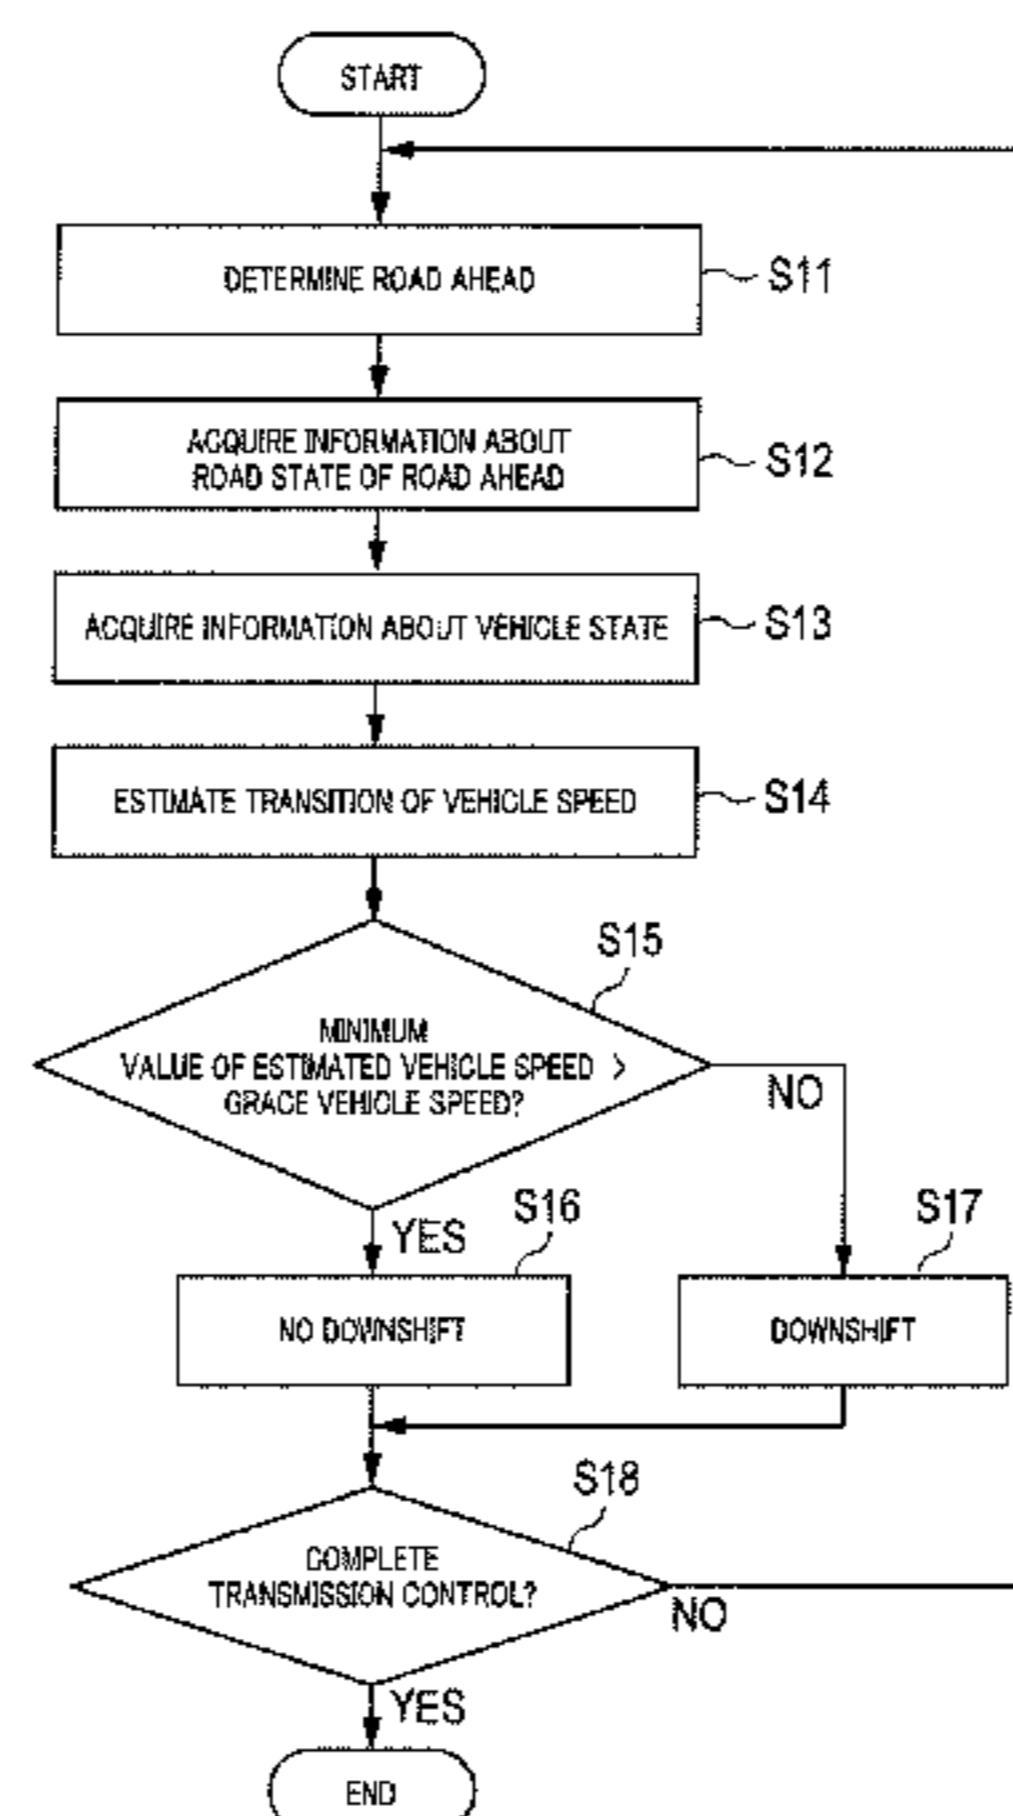 START
DETERMINE ROAD AHEAD
S11
ACQUIRE INFORMATION ABOUT
ROAD STATE OF ROAD AHEAD
S12
ACQUIRE INFORMATION ABOUT VEHICLE STATE
S13
ESTIMATE TRANSITION OF VEHICLE SPEED
S14
S15
MINIMUM
VALUE OF ESTIMATED VEHICLE SPEED >
GRACE VEHICLE SPEED?
NO
YES
S16
S17
NO DOWNSHIFT
DOWNSHIFT
S18
COMPLETE
TRANSMISSION CONTROL?
NO
YES
END